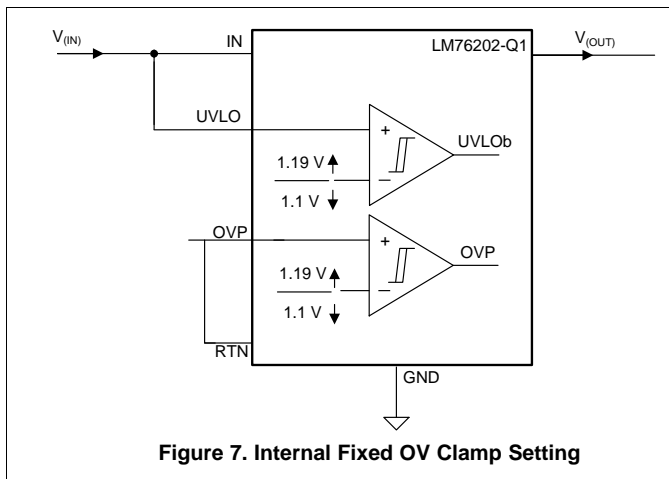 V(IN)
IN
LM76202-Q1
V(OUT)
UVLO
+
UVLOb
1.19 V
1.1 V
−
OVP
+
OVP
1.19 V
1.1 V
−
RTN
GND
Figure 7. Internal Fixed OV Clamp Setting